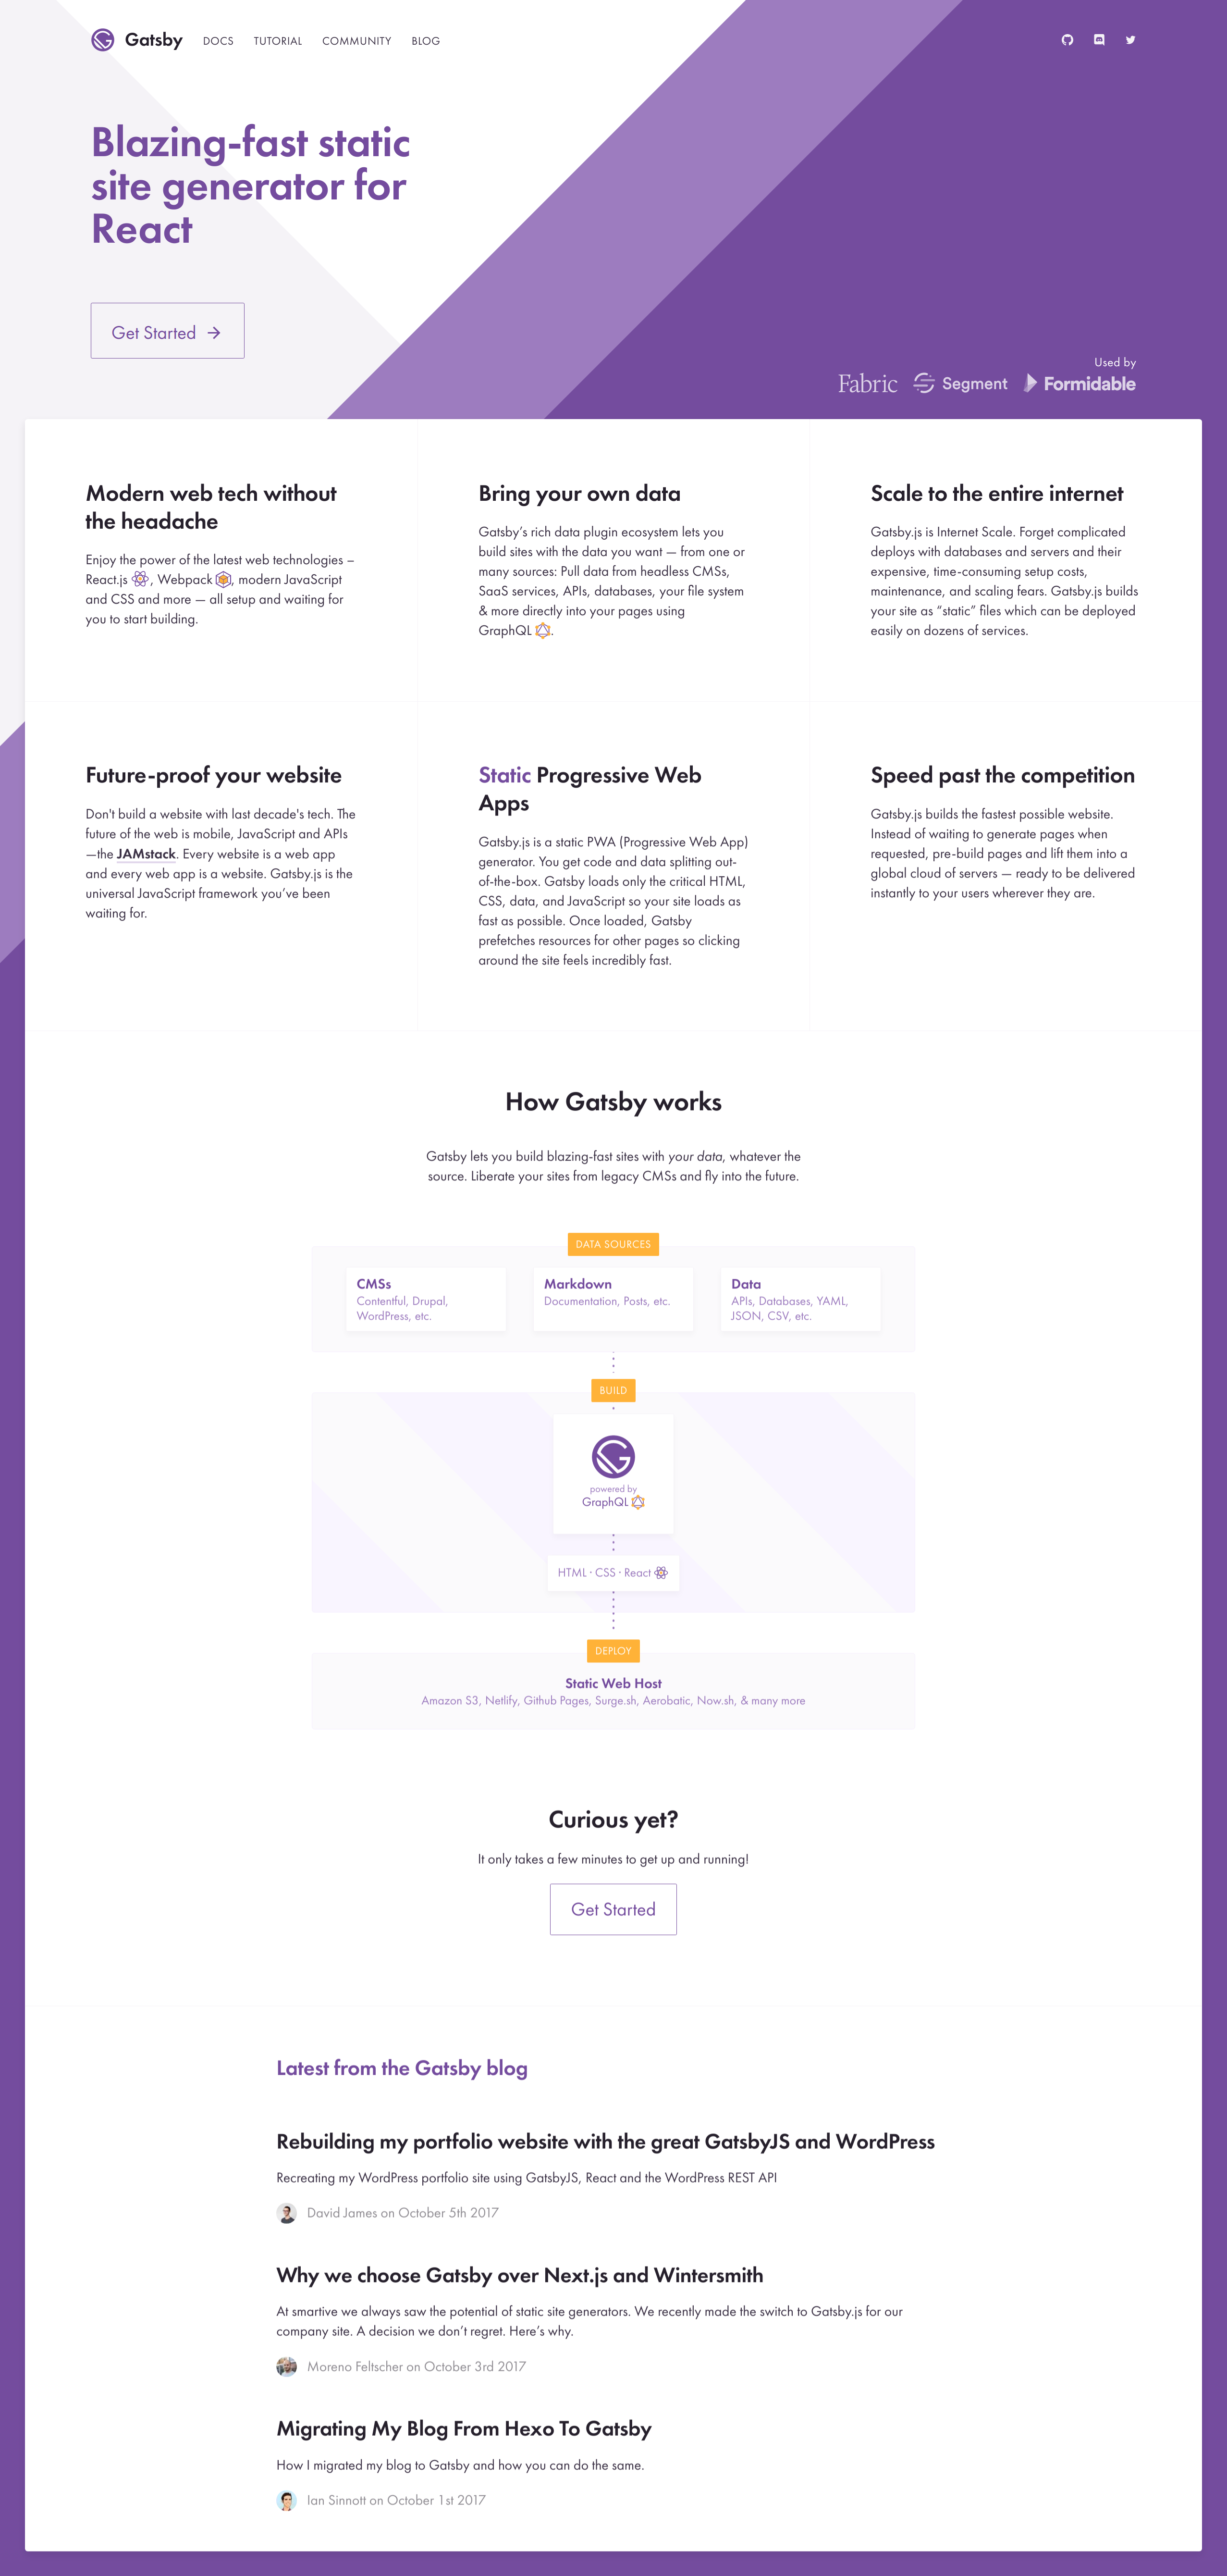 Gatsby DOCS TUTORIAL COMMUNITY BLOG
Blazing-fast static
site generator for
React
Get Started
Used by
Fabric Segment Formidable
Modern web tech without
the headache
Enjoy the power of the latest web technologies –
React.js , Webpack , modern JavaScript
and CSS and more — all setup and waiting for
you to start building.
Bring your own data
Gatsby’s rich data plugin ecosystem lets you
build sites with the data you want — from one or
many sources: Pull data from headless CMSs,
SaaS services, APIs, databases, your file system
& more directly into your pages using
GraphQL .
Scale to the entire internet
Gatsby.js is Internet Scale. Forget complicated
deploys with databases and servers and their
expensive, time-consuming setup costs,
maintenance, and scaling fears. Gatsby.js builds
your site as “static” files which can be deployed
easily on dozens of services.
Future-proof your website
Don't build a website with last decade's tech. The
future of the web is mobile, JavaScript and APIs
—the JAMstack. Every website is a web app
and every web app is a website. Gatsby.js is the
universal JavaScript framework you’ve been
waiting for.
Static Progressive Web
Apps
Gatsby.js is a static PWA (Progressive Web App)
generator. You get code and data splitting out-
of-the-box. Gatsby loads only the critical HTML,
CSS, data, and JavaScript so your site loads as
fast as possible. Once loaded, Gatsby
prefetches resources for other pages so clicking
around the site feels incredibly fast.
Speed past the competition
Gatsby.js builds the fastest possible website.
Instead of waiting to generate pages when
requested, pre-build pages and lift them into a
global cloud of servers — ready to be delivered
instantly to your users wherever they are.
How Gatsby works
Gatsby lets you build blazing-fast sites with your data, whatever the
source. Liberate your sites from legacy CMSs and fly into the future.
DATA SOURCES
CMSs
Contentful, Drupal,
WordPress, etc.
Markdown
Documentation, Posts, etc.
Data
APIs, Databases, YAML,
JSON, CSV, etc.
BUILD
powered by
GraphQL
HTML · CSS · React
DEPLOY
Static Web Host
Amazon S3, Netlify, Github Pages, Surge.sh, Aerobatic, Now.sh, & many more
Curious yet?
It only takes a few minutes to get up and running!
Get Started
Latest from the Gatsby blog
Rebuilding my portfolio website with the great GatsbyJS and WordPress
Recreating my WordPress portfolio site using GatsbyJS, React and the WordPress REST API
David James on October 5th 2017
Why we choose Gatsby over Next.js and Wintersmith
At smartive we always saw the potential of static site generators. We recently made the switch to Gatsby.js for our
company site. A decision we don’t regret. Here’s why.
Moreno Feltscher on October 3rd 2017
Migrating My Blog From Hexo To Gatsby
How I migrated my blog to Gatsby and how you can do the same.
Ian Sinnott on October 1st 2017